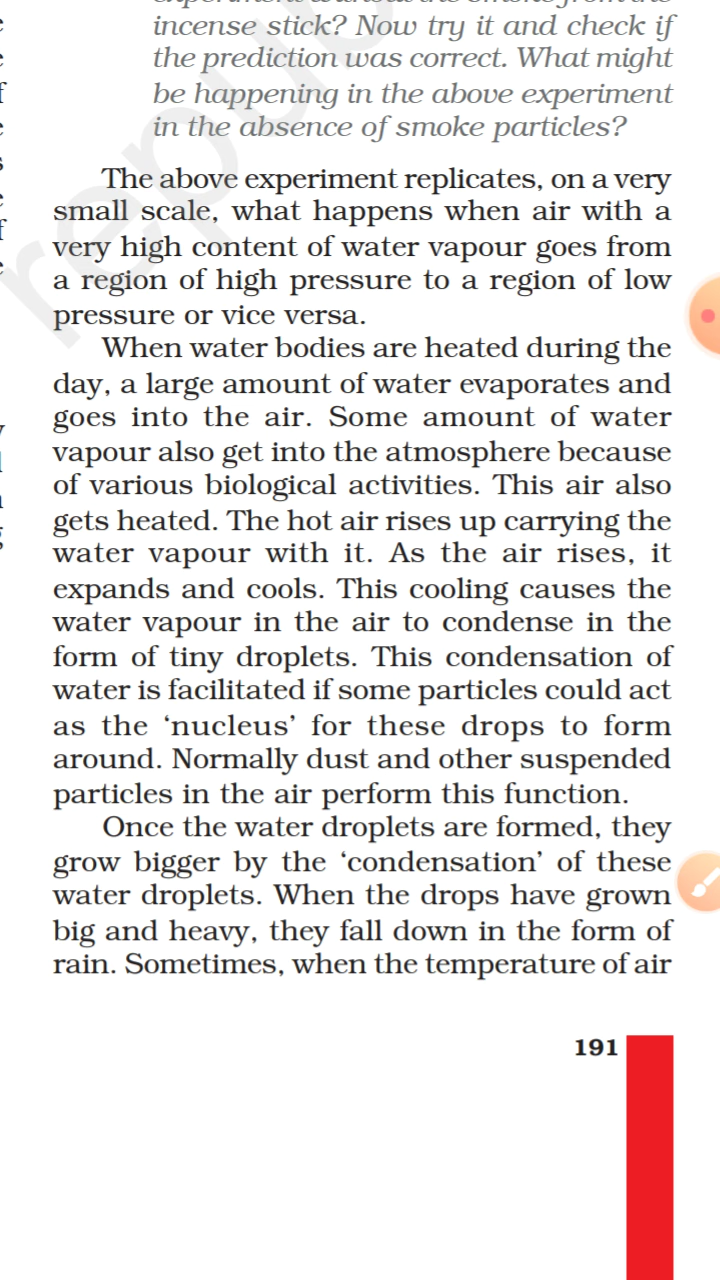 incense stick? Now try it and check if
the prediction was correct. What might
be happening in the above experiment
in the absence of smoke particles?
The above experiment replicates, on a very
small scale, what happens when air with a
very high content of water vapour goes from
a region of high pressure to a region of low
pressure or vice versa.
When water bodies are heated during the
day, a large amount of water evaporates and
goes into the air. Some amount of water
vapour also get into the atmosphere because
of various biological activities. This air also
gets heated. The hot air rises up carrying the
water vapour with it. As the air rises, it
expands and cools. This cooling causes the
water vapour in the air to condense in the
form of tiny droplets. This condensation of
water is facilitated if some particles could act
as the ‘nucleus’ for these drops to form
around. Normally dust and other suspended
particles in the air perform this function.
Once the water droplets are formed, they
grow bigger by the ‘condensation’ of these
water droplets. When the drops have grown
big and heavy, they fall down in the form of
rain. Sometimes, when the temperature of air
191
repub